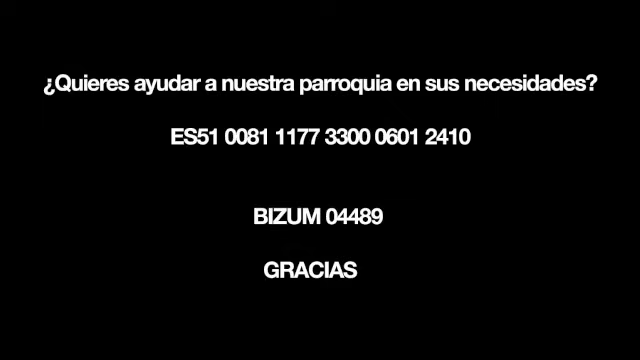 ¿Quieres ayudar a nuestra parroquia en sus necesidades?
ES51 0081 1177 3300 0601 2410
BIZUM 04489
GRACIAS